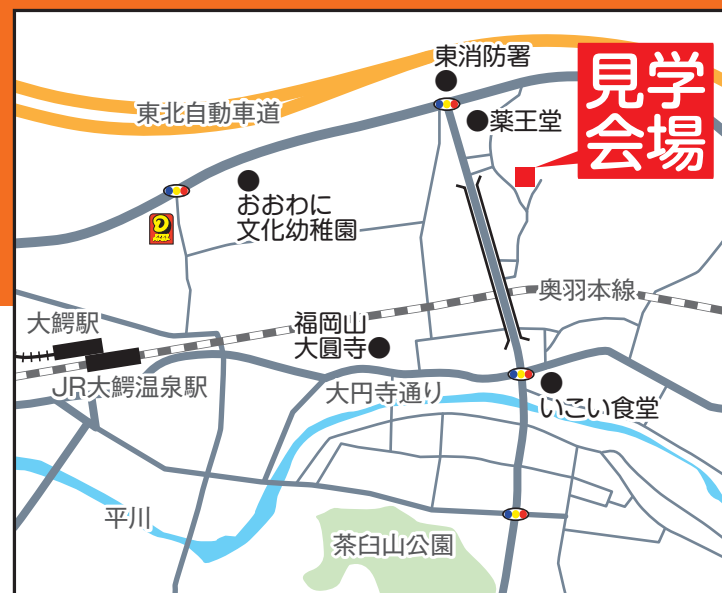 東消防署
見学
会場
東北自動車道
薬王堂
おおわに
文化幼稚園
奥羽本線
大鰐駅
福岡山
大圓寺
JR大鰐温泉駅
大円寺通り
いこい食堂
平川
茶臼山公園